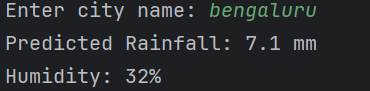 Enter city name: bengaluru
Predicted Rainfall: 7.1 mm
Humidity: 32%